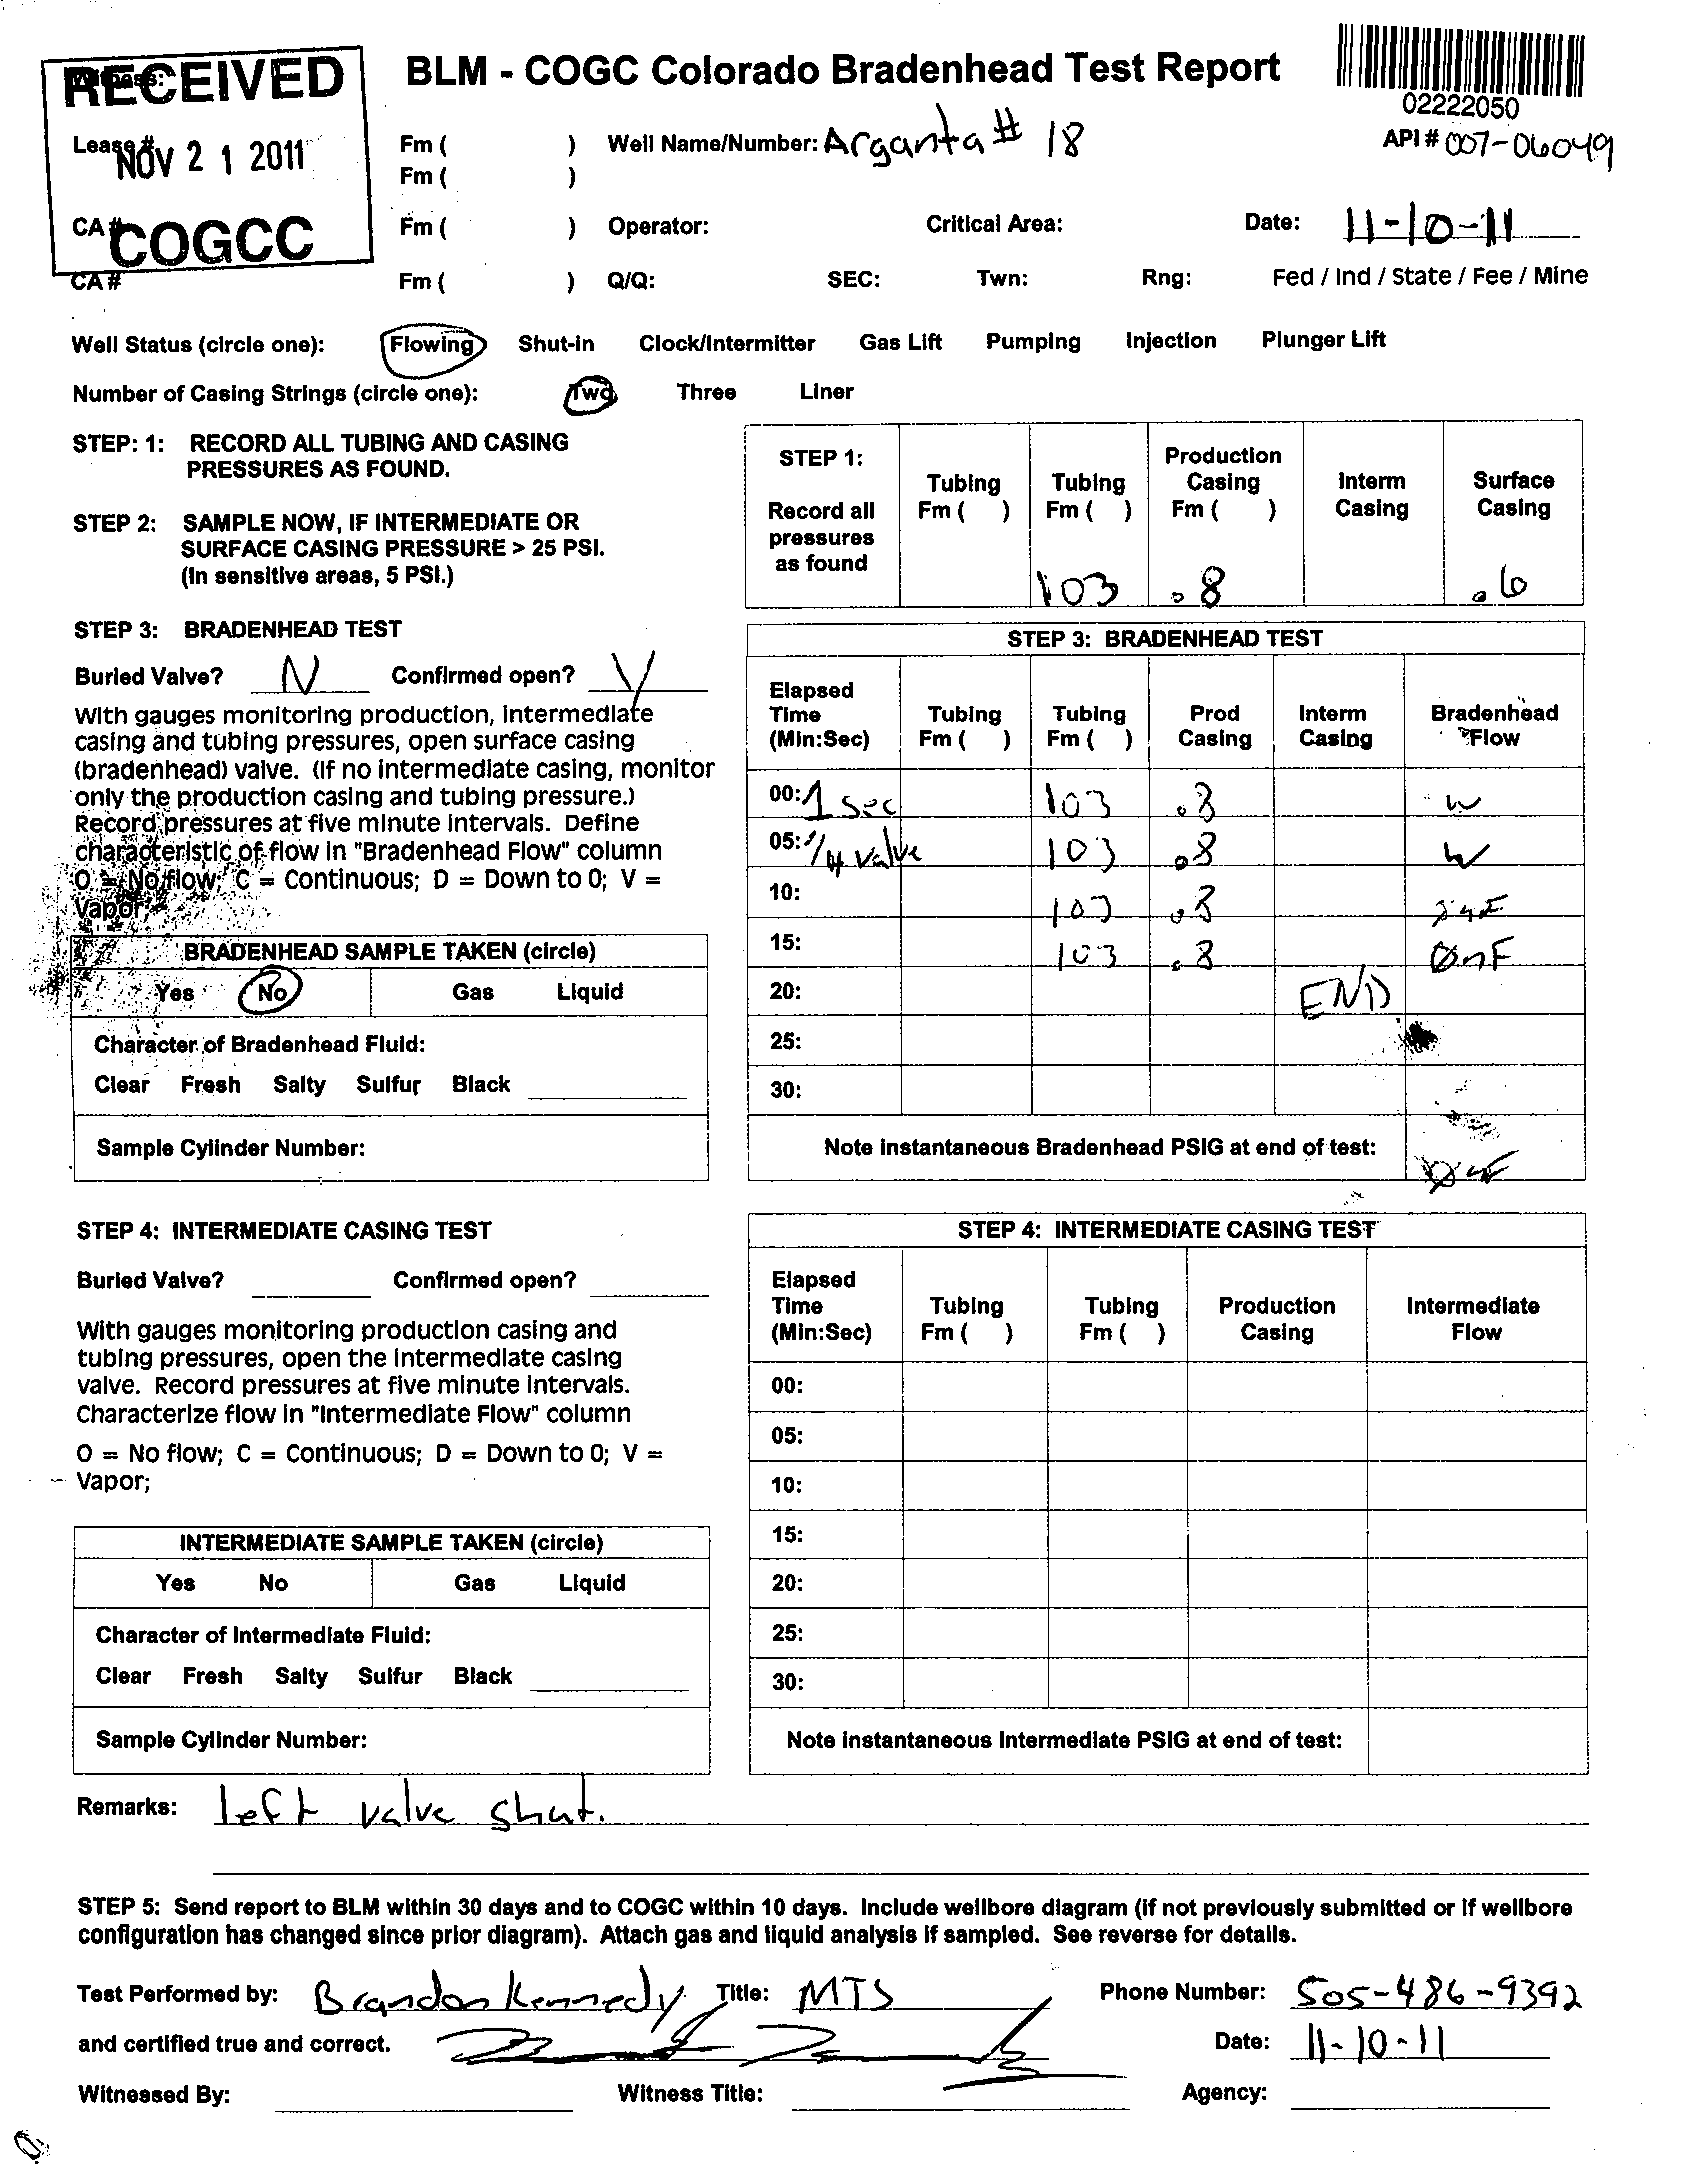 RECEIVED
NOV 21 2011
COGCC
BLM - COGC Colorado Bradenhead Test Report
02222050
Lease # Fm ( ) Well Name/Number: Arganta # 18 API # 007-06049
Fm ( )
CA # Fm ( ) Operator: Critical Area: Date: 11-10-11
CA # Fm ( ) Q/Q: SEC: Twn: Rng: Fed / Ind / State / Fee / Mine
Well Status (circle one): Flowing Shut-in Clock/Intermitter Gas Lift Pumping Injection Plunger Lift
Number of Casing Strings (circle one): Two Three Liner
STEP: 1: RECORD ALL TUBING AND CASING
PRESSURES AS FOUND.
STEP 2: SAMPLE NOW, IF INTERMEDIATE OR
SURFACE CASING PRESSURE > 25 PSI.
(In sensitive areas, 5 PSI.)
STEP 1:
Record all
pressures
as found
Tubing
Fm ( )
Tubing
Fm ( )
103
Production
Casing
Fm ( )
.8
Interm
Casing
Surface
Casing
.6
STEP 3: BRADENHEAD TEST
Buried Valve? N Confirmed open? Y
With gauges monitoring production, intermediate
casing and tubing pressures, open surface casing
(bradenhead) valve. (If no intermediate casing, monitor
only the production casing and tubing pressure.)
Record pressures at five minute intervals. Define
characteristic of flow in "Bradenhead Flow" column
O = No flow; C = Continuous; D = Down to 0; V =
Vapor;
BRADENHEAD SAMPLE TAKEN (circle)
Yes No Gas Liquid
Character of Bradenhead Fluid:
Clear Fresh Salty Sulfur Black
Sample Cylinder Number:
STEP 3: BRADENHEAD TEST
Elapsed
Time
(Min:Sec)
Tubing
Fm ( )
Tubing
Fm ( )
Prod
Casing
Interm
Casing
Bradenhead
Flow
00: 1 sec 103 .8 W
05: 1/4 valve 103 .8 W
10: 103 .8
15: 103 .8 ØnF
20: END
25:
30:
Note instantaneous Bradenhead PSIG at end of test:
STEP 4: INTERMEDIATE CASING TEST
Buried Valve? Confirmed open?
With gauges monitoring production casing and
tubing pressures, open the intermediate casing
valve. Record pressures at five minute intervals.
Characterize flow in "Intermediate Flow" column
O = No flow; C = Continuous; D = Down to 0; V =
Vapor;
INTERMEDIATE SAMPLE TAKEN (circle)
Yes No Gas Liquid
Character of Intermediate Fluid:
Clear Fresh Salty Sulfur Black
Sample Cylinder Number:
STEP 4: INTERMEDIATE CASING TEST
Elapsed
Time
(Min:Sec)
Tubing
Fm ( )
Tubing
Fm ( )
Production
Casing
Intermediate
Flow
00:
05:
10:
15:
20:
25:
30:
Note instantaneous Intermediate PSIG at end of test:
Remarks: left valve shut.
STEP 5: Send report to BLM within 30 days and to COGC within 10 days. Include wellbore diagram (if not previously submitted or if wellbore
configuration has changed since prior diagram). Attach gas and liquid analysis if sampled. See reverse for details.
Test Performed by: Brandon Kennedy Title: MTS Phone Number: 505-486-9392
and certified true and correct. Date: 11-10-11
Witnessed By: Witness Title: Agency: